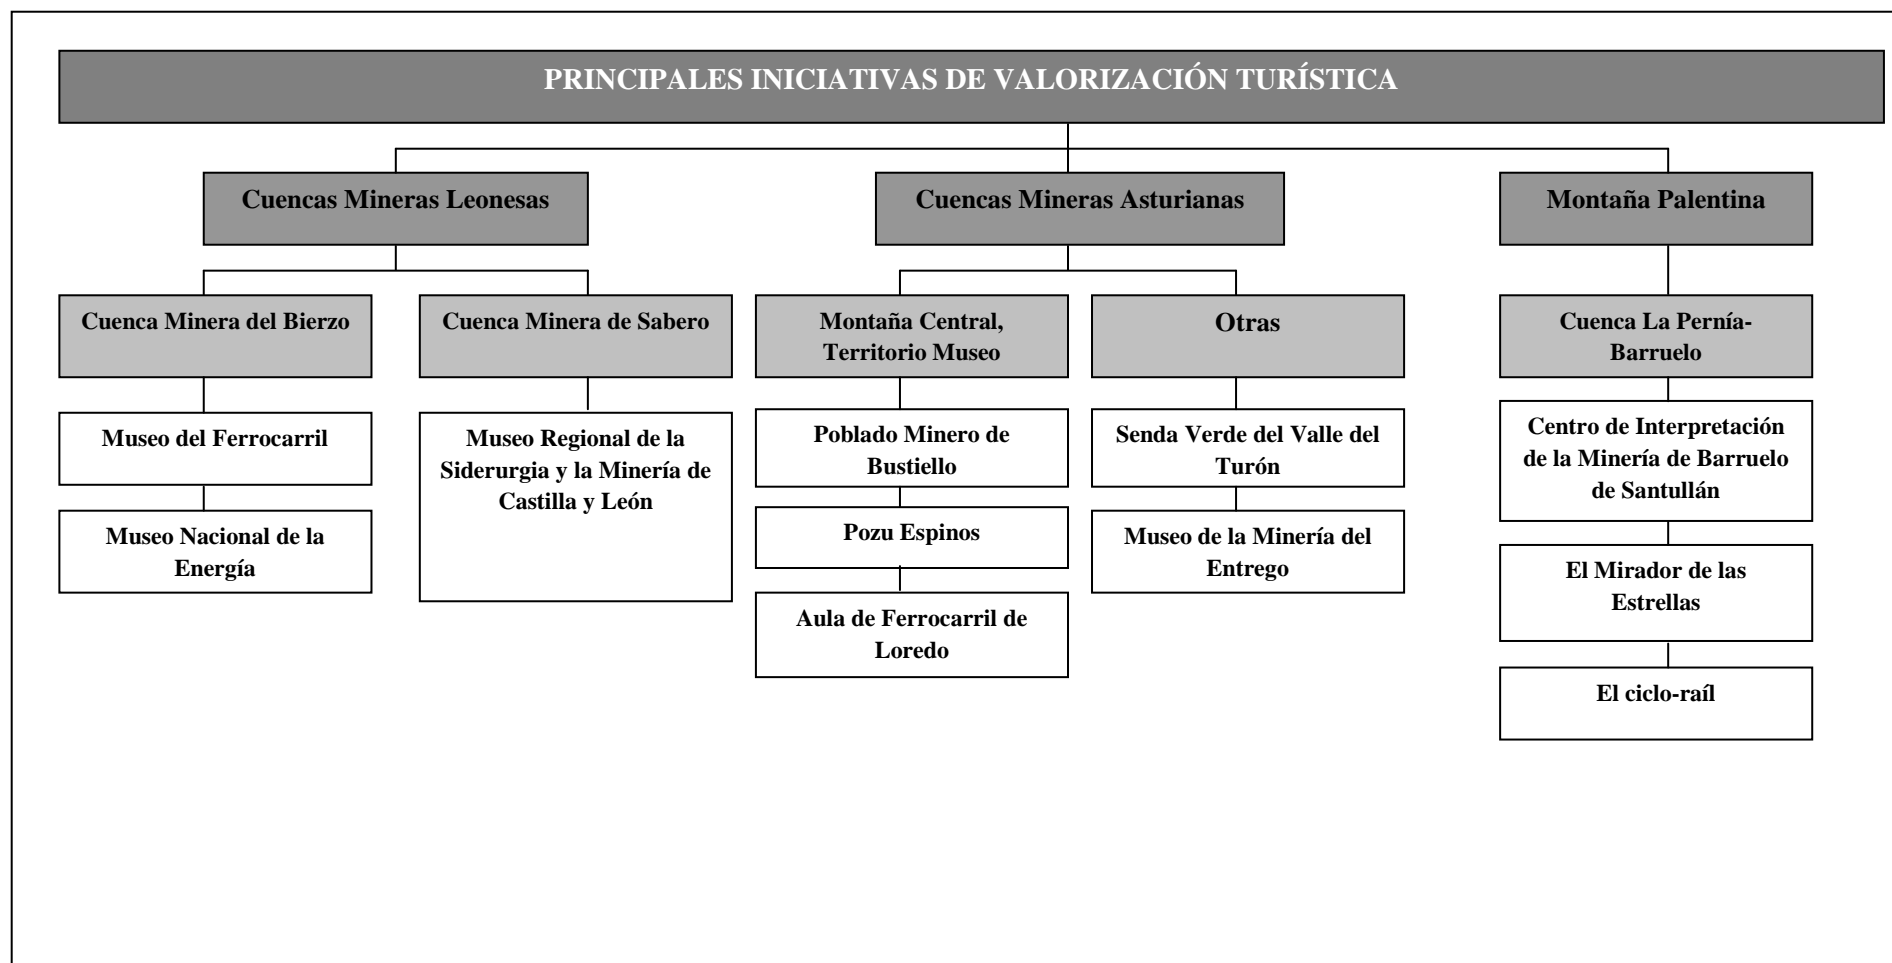 PRINCIPALES INICIATIVAS DE VALORIZACIÓN TURÍSTICA
Cuencas Mineras Leonesas
Cuencas Mineras Asturianas
Montaña Palentina
Cuenca Minera del Bierzo
Cuenca Minera de Sabero
Montaña Central,
Territorio Museo
Otras
Cuenca La Pernía-
Barruelo
Museo del Ferrocarril
Museo Nacional de la
Energía
Museo Regional de la
Siderurgia y la Minería de
Castilla y León
Poblado Minero de
Bustiello
Pozu Espinos
Aula de Ferrocarril de
Loredo
Senda Verde del Valle del
Turón
Museo de la Minería del
Entrego
Centro de Interpretación
de la Minería de Barruelo
de Santullán
El Mirador de las
Estrellas
El ciclo-raíl